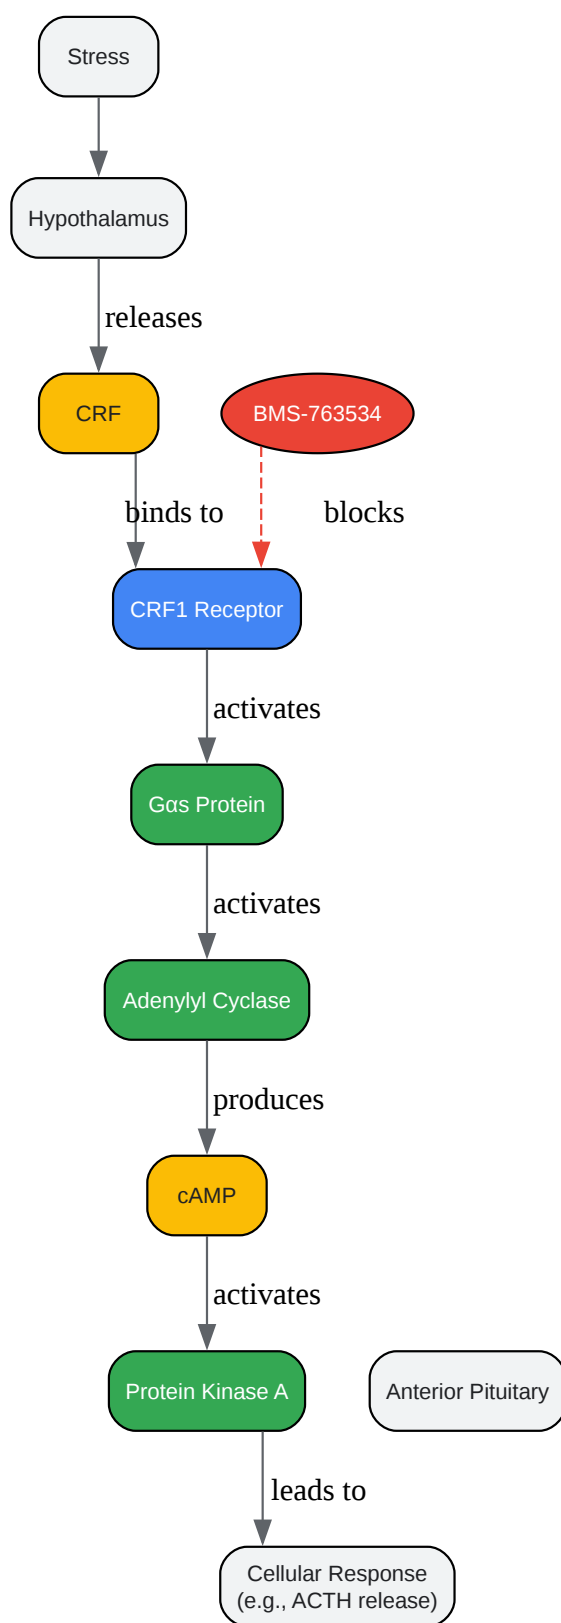 Stress
Hypothalamus
releases
CRF
BMS-763534
binds to
blocks
CRF1 Receptor
activates
Gαs Protein
activates
Adenylyl Cyclase
produces
cAMP
activates
Protein Kinase A
Anterior Pituitary
leads to
Cellular Response
(e.g., ACTH release)